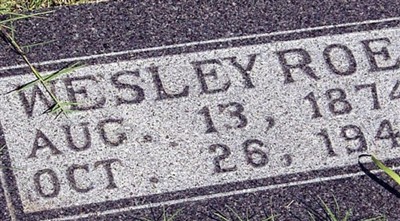 WESLEY ROE
AUG. 13, 1874
OCT. 26, 194